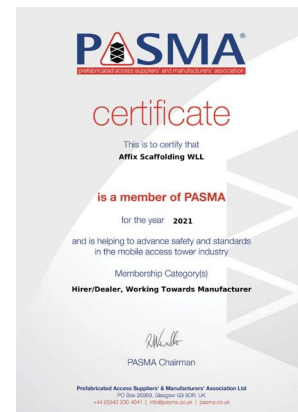 PASMA®
prefabricated access suppliers' and manufacturers' association
certificate
This is to certify that
Affix Scaffolding WLL
is a member of PASMA
for the year 2021
and is helping to advance safety and standards
in the mobile access tower industry
Membership Category(s)
Hirer/Dealer, Working Towards Manufacturer
PASMA Chairman
Prefabricated Access Suppliers' & Manufacturers' Association Ltd
PO Box 26969, Glasgow G3 9DR, UK
+44 (0)345 230 4041 | info@pasma.co.uk | pasma.co.uk